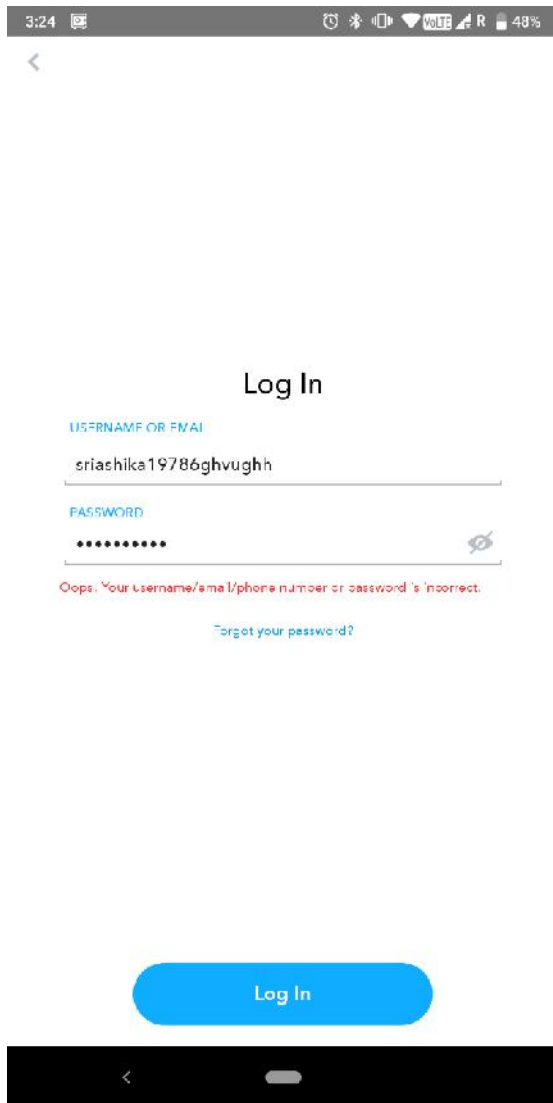 3:24 VoLTE R 48%
Log In
USERNAME OR EMAIL
sriashika19786ghvughh
PASSWORD
Oops. Your username/email/phone number or password is incorrect.
Forgot your password?
Log In